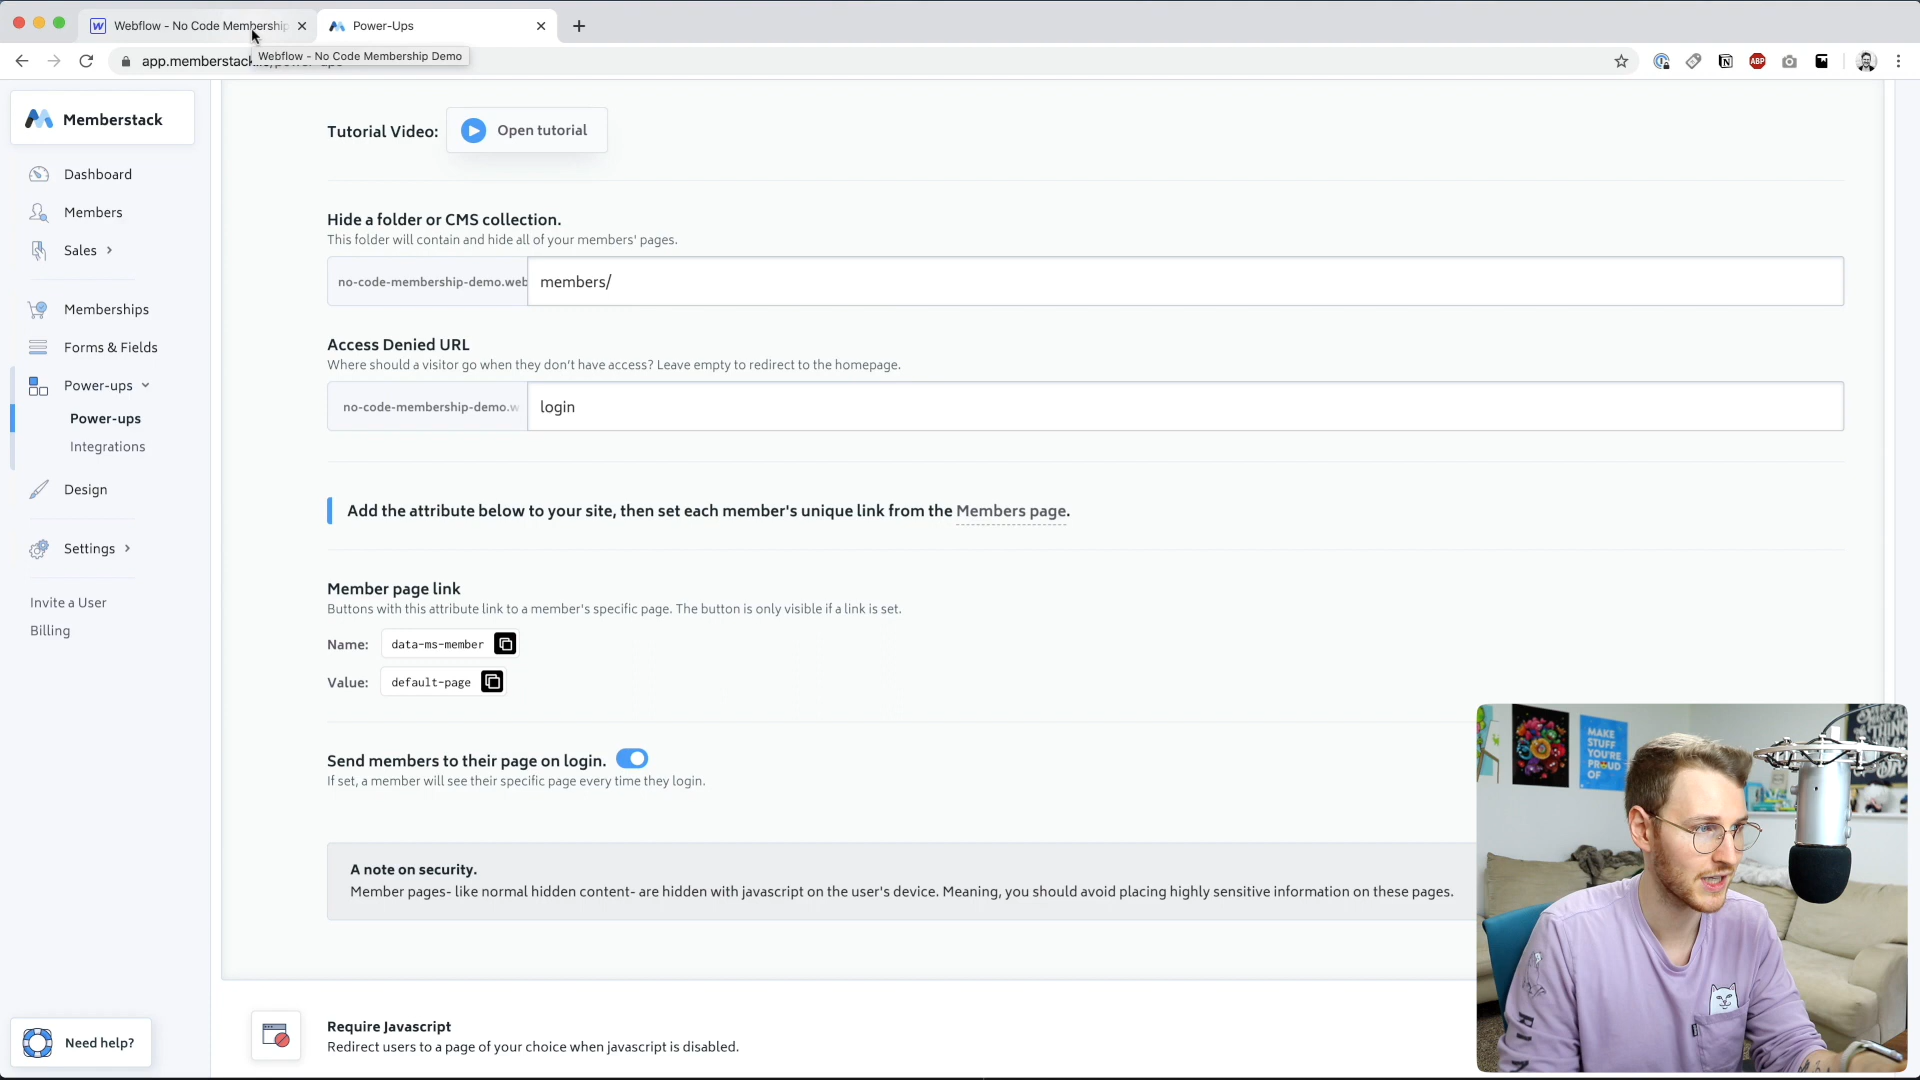 Webflow - No Code Membership
Power-Ups
app.memberstack
Webflow - No Code Membership Demo
ABP
Memberstack
Dashboard
Members
Sales
Memberships
Forms & Fields
Power-ups
Power-ups
Integrations
Design
Settings
Invite a User
Billing
Need help?
Tutorial Video:
Open tutorial
Hide a folder or CMS collection.
This folder will contain and hide all of your members' pages.
no-code-membership-demo.web
members/
Access Denied URL
Where should a visitor go when they don't have access? Leave empty to redirect to the homepage.
no-code-membership-demo.w
login
Add the attribute below to your site, then set each member's unique link from the Members page.
Member page link
Buttons with this attribute link to a member's specific page. The button is only visible if a link is set.
Name: data-ms-member
Value: default-page
Send members to their page on login.
If set, a member will see their specific page every time they login.
A note on security.
Member pages- like normal hidden content- are hidden with javascript on the user's device. Meaning, you should avoid placing highly sensitive information on these pages.
Require Javascript
Redirect users to a page of your choice when javascript is disabled.
MAKE
STUFF
YOU'RE
PROUD
OF